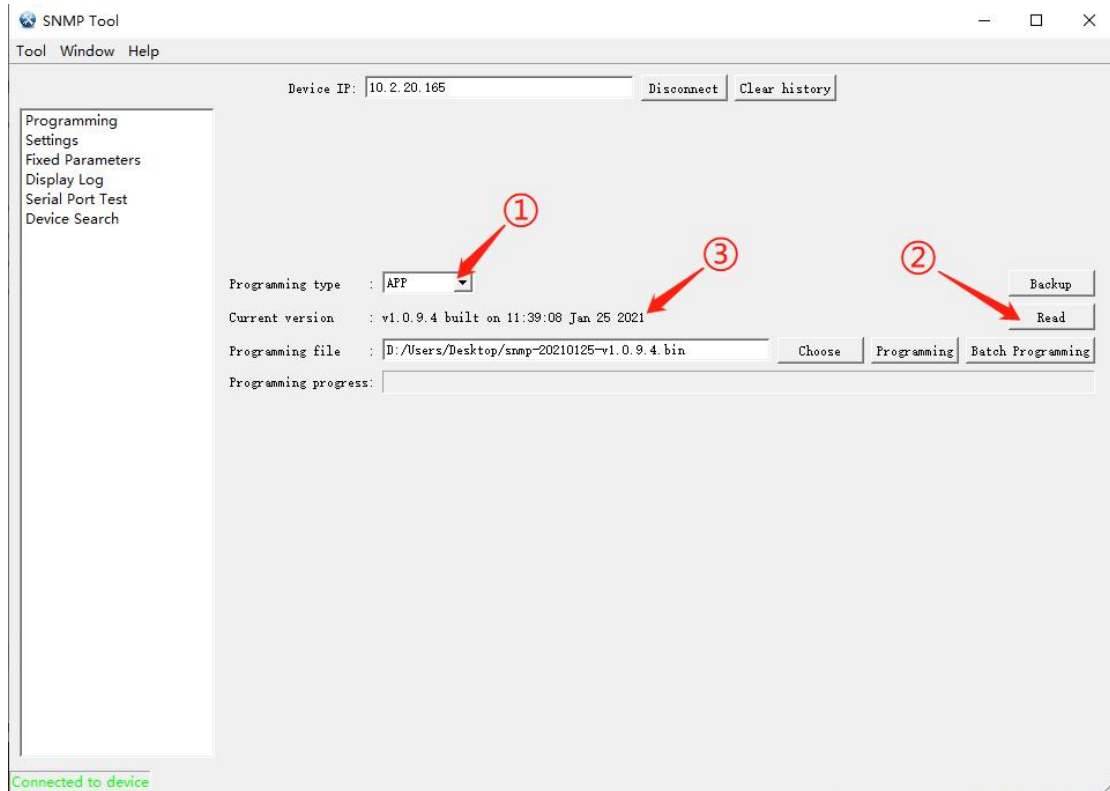 SNMP Tool
Tool Window Help
Device IP: 10.2.20.165 Disconnect Clear history
Programming
Settings
Fixed Parameters
Display Log
Serial Port Test
Device Search
①
③
②
Programming type : APP Backup
Current version : v1.0.9.4 built on 11:39:08 Jan 25 2021 Read
Programming file : D:/Users/Desktop/snmp-20210125-v1.0.9.4.bin Choose Programming Batch Programming
Programming progress:
Connected to device